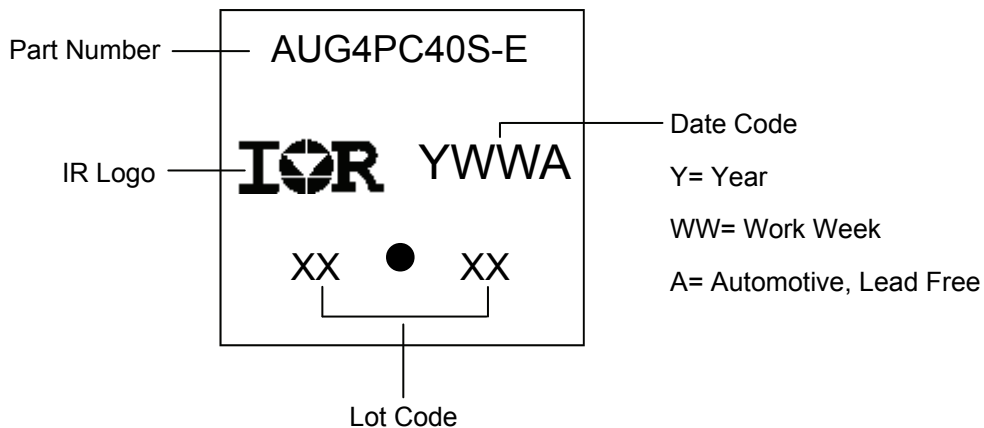 Part Number
AUG4PC40S-E
IR Logo
IOR
YWWA
Date Code
Y= Year
WW= Work Week
A= Automotive, Lead Free
XX
XX
Lot Code